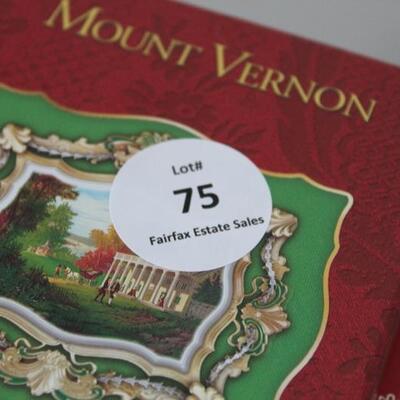 MOUNT VERNON
Lot#
75
Fairfax Estate Sales